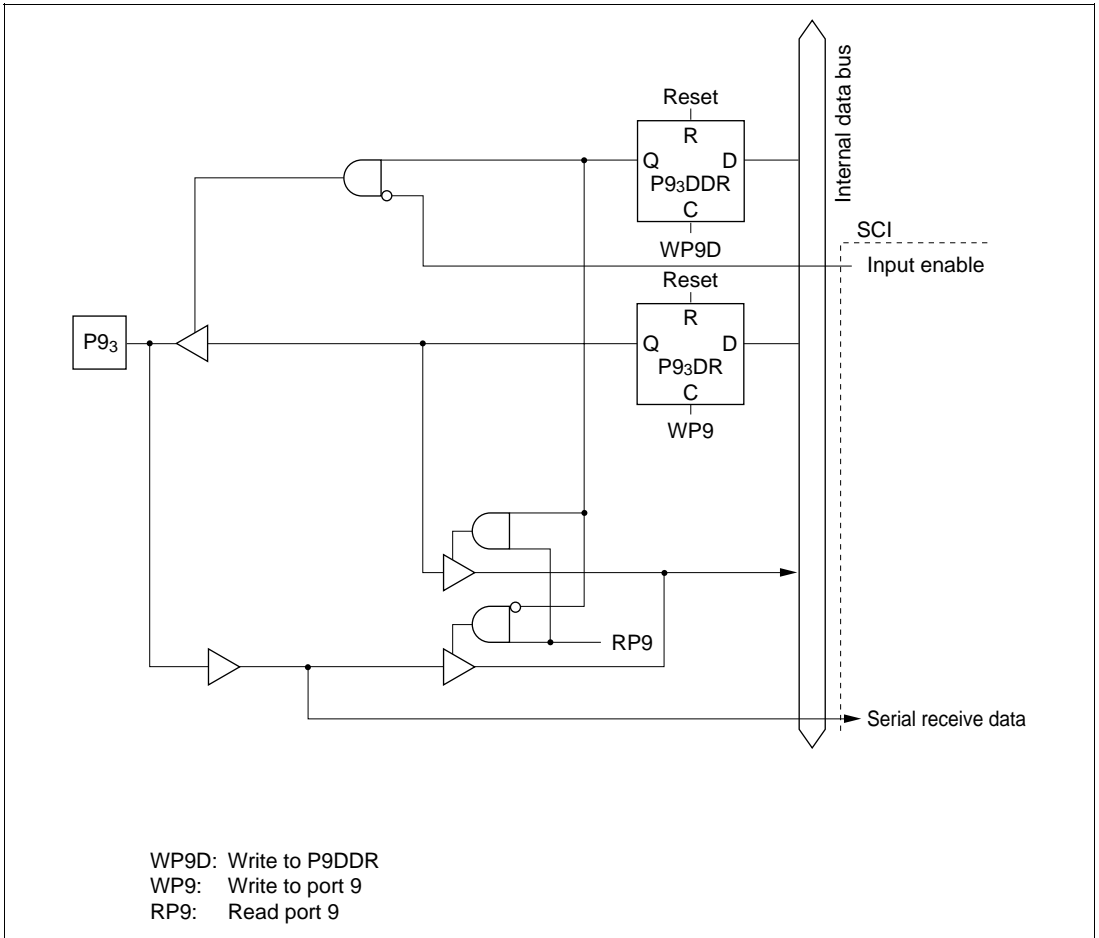 Internal data bus
Reset
R
Q D
P9₃DDR
C
WP9D
SCI
Input enable
Reset
R
Q D
P9₃DR
C
WP9
P9₃
RP9
Serial receive data
WP9D: Write to P9DDR
WP9: Write to port 9
RP9: Read port 9